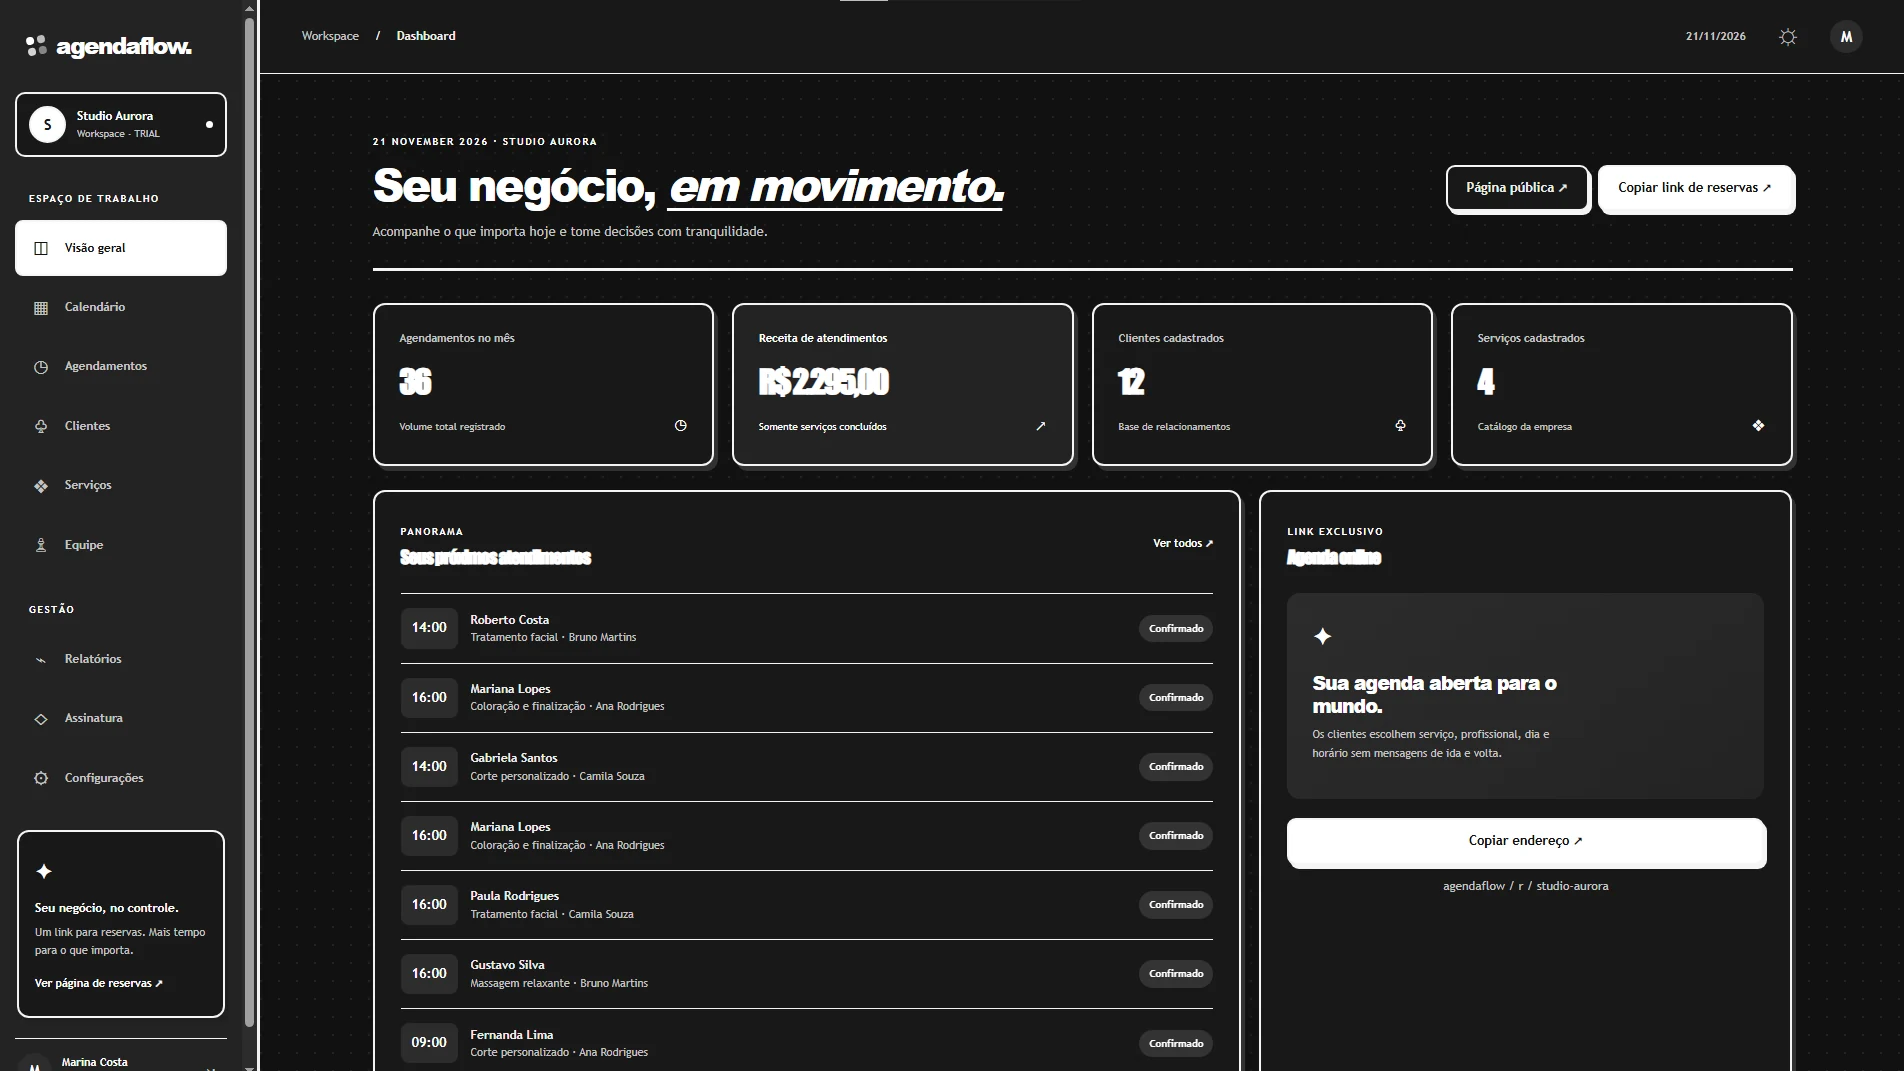 agendaflow.
S
Studio Aurora
Workspace - TRIAL
ESPAÇO DE TRABALHO
Visão geral
Calendário
Agendamentos
Clientes
Serviços
Equipe
GESTÃO
Relatórios
Assinatura
Configurações
Seu negócio, no controle.
Um link para reservas. Mais tempo
para o que importa.
Ver página de reservas ↗
M
Marina Costa
Workspace / Dashboard
21/11/2026
M
21 NOVEMBER 2026 · STUDIO AURORA
Seu negócio, em movimento.
Acompanhe o que importa hoje e tome decisões com tranquilidade.
Página pública ↗
Copiar link de reservas ↗
Agendamentos no mês
36
Volume total registrado
Receita de atendimentos
R$ 2.295,00
Somente serviços concluídos
Clientes cadastrados
12
Base de relacionamentos
Serviços cadastrados
4
Catálogo da empresa
PANORAMA
Seus próximos atendimentos
Ver todos ↗
14:00
Roberto Costa
Tratamento facial · Bruno Martins
Confirmado
16:00
Mariana Lopes
Coloração e finalização · Ana Rodrigues
Confirmado
14:00
Gabriela Santos
Corte personalizado · Camila Souza
Confirmado
16:00
Mariana Lopes
Coloração e finalização · Ana Rodrigues
Confirmado
16:00
Paula Rodrigues
Tratamento facial · Camila Souza
Confirmado
16:00
Gustavo Silva
Massagem relaxante · Bruno Martins
Confirmado
09:00
Fernanda Lima
Corte personalizado · Ana Rodrigues
Confirmado
LINK EXCLUSIVO
Agenda online
Sua agenda aberta para o
mundo.
Os clientes escolhem serviço, profissional, dia e
horário sem mensagens de ida e volta.
Copiar endereço ↗
agendaflow / r / studio-aurora